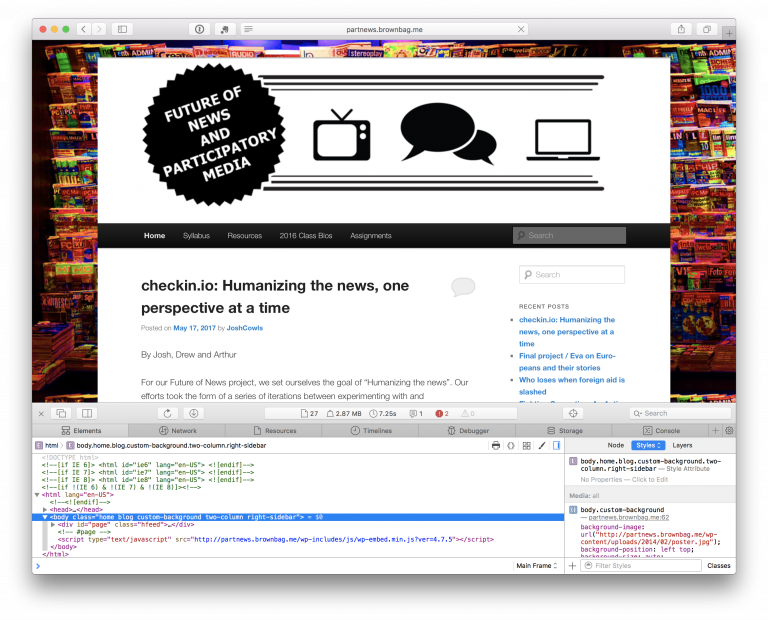 partnews.brownbag.me
FUTURE OF
NEWS
AND
PARTICIPATORY
MEDIA
Home Syllabus Resources 2016 Class Bios Assignments Search
checkin.io: Humanizing the news, one
perspective at a time
Posted on May 17, 2017 by JoshCowls
By Josh, Drew and Arthur
For our Future of News project, we set ourselves the goal of “Humanizing the news”. Our
efforts took the form of a series of iterations between experimenting with and
Search
RECENT POSTS
checkin.io: Humanizing the
news, one perspective at a
time
Final project / Eva on Euro-
peans and their stories
Who loses when foreign aid is
slashed
27 2.87 MB 7.25s 1 2 0 Search
Elements Network Resources Timelines Debugger Storage Console
html body.home.blog.custom-background.two-column.right-sidebar
<!DOCTYPE html>
<!--[if IE 6]> <html id="ie6" lang="en-US"> <![endif]-->
<!--[if IE 7]> <html id="ie7" lang="en-US"> <![endif]-->
<!--[if IE 8]> <html id="ie8" lang="en-US"> <![endif]-->
<!--[if !(IE 6) & !(IE 7) & !(IE 8)]><!-->
<html lang="en-US">
<!--<![endif]-->
<head>…</head>
<body class="home blog custom-background two-column right-sidebar"> = $0
<div id="page" class="hfeed">…</div>
<!-- #page -->
<script type="text/javascript" src="http://partnews.brownbag.me/wp-includes/js/wp-embed.min.js?ver=4.7.5"></script>
</body>
</html>
Main Frame
Node Styles Layers
body.home.blog.custom-background.two-
column.right-sidebar — Style Attribute
No Properties — Click to Edit
Media: all
body.custom-background
— partnews.brownbag.me:62
background-image:
url("http://partnews.brownbag.me/wp-
content/uploads/2014/02/poster.jpg");
background-position: left top;
background-size: auto;
Filter Styles Classes